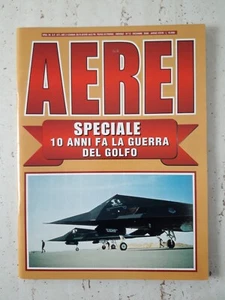 AEREI
SPECIALE
10 ANNI FA LA GUERRA
DEL GOLFO